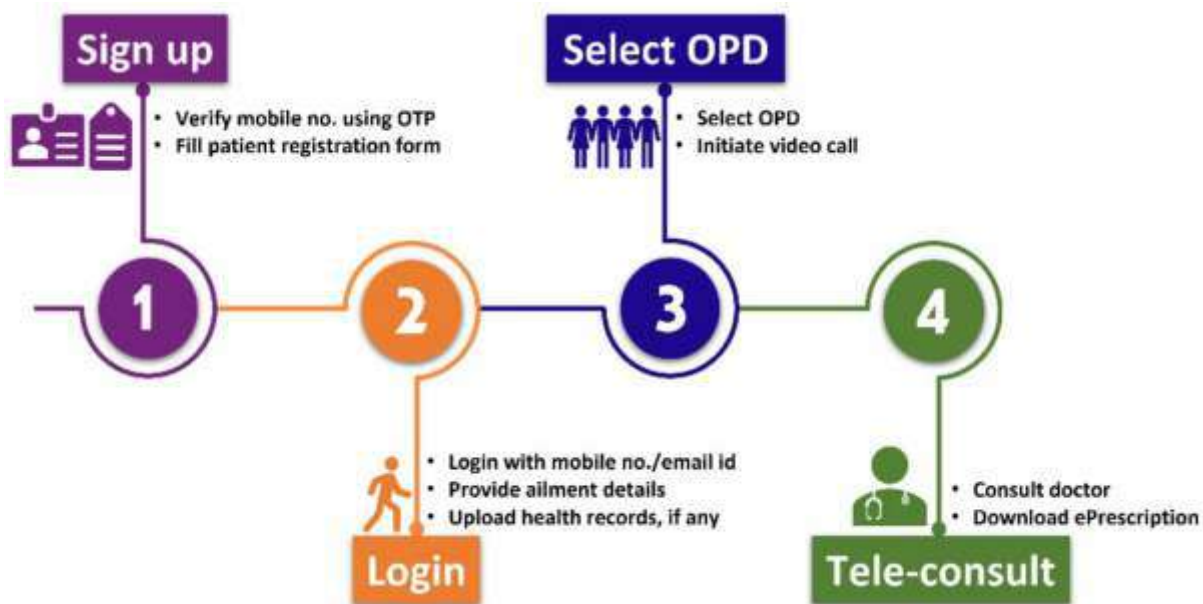 Sign up
• Verify mobile no. using OTP
• Fill patient registration form
1
2
• Login with mobile no./email id
• Provide ailment details
• Upload health records, if any
Login
Select OPD
• Select OPD
• Initiate video call
3
4
• Consult doctor
• Download ePrescription
Tele-consult